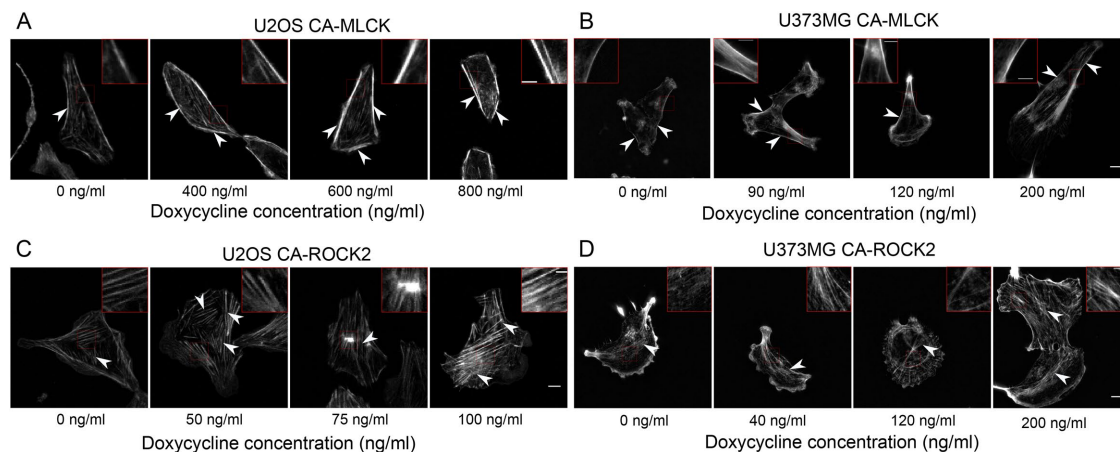 A
U2OS CA-MLCK
0 ng/ml
400 ng/ml
600 ng/ml
800 ng/ml
Doxycycline concentration (ng/ml)
B
U373MG CA-MLCK
0 ng/ml
90 ng/ml
120 ng/ml
200 ng/ml
Doxycycline concentration (ng/ml)
C
U2OS CA-ROCK2
0 ng/ml
50 ng/ml
75 ng/ml
100 ng/ml
Doxycycline concentration (ng/ml)
D
U373MG CA-ROCK2
0 ng/ml
40 ng/ml
120 ng/ml
200 ng/ml
Doxycycline concentration (ng/ml)